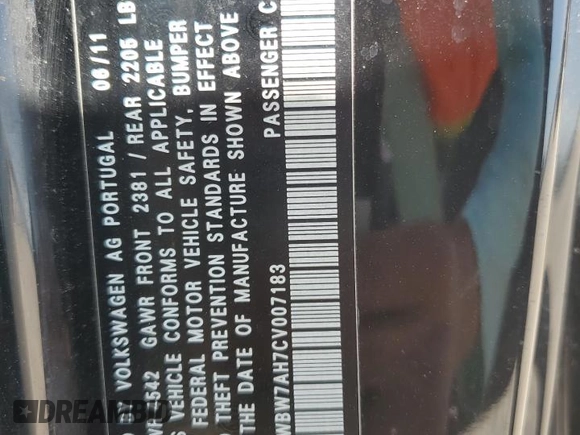 VOLKSWAGEN AG PORTUGAL 06/11
4542 GAWR FRONT 2381 / REAR 2205 LB
VEHICLE CONFORMS TO ALL APPLICABLE
FEDERAL MOTOR VEHICLE SAFETY, BUMPER
THEFT PREVENTION STANDARDS IN EFFECT
THE DATE OF MANUFACTURE SHOWN ABOVE
WBW7AH7CV007183 PASSENGER C
DREAMBID